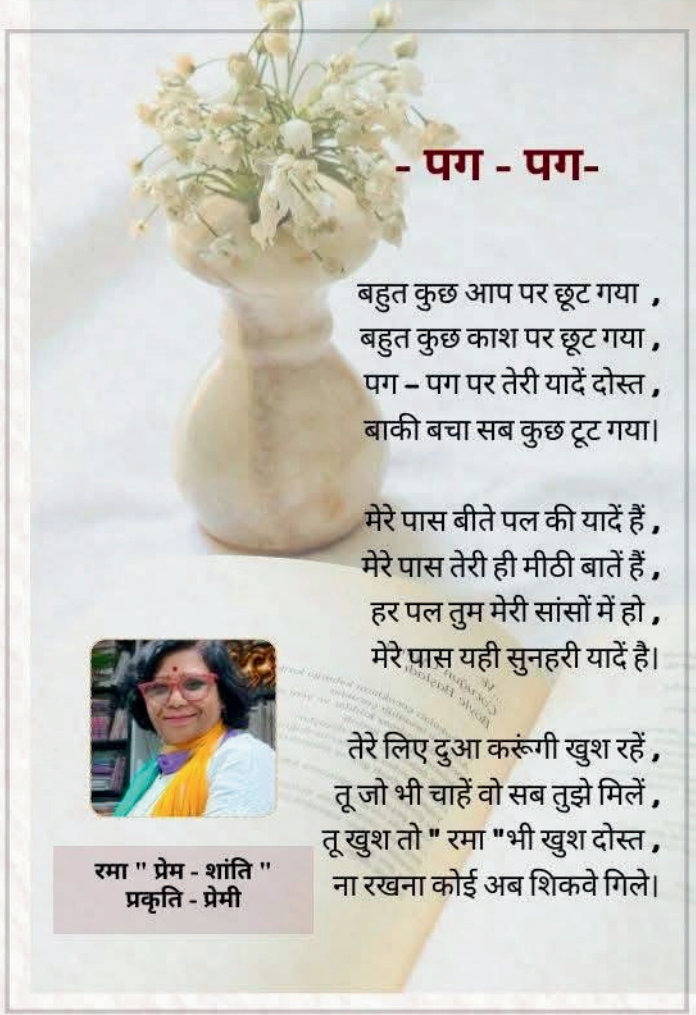 - पग - पग-
बहुत कुछ आप पर छूट गया ,
बहुत कुछ काश पर छूट गया ,
पग – पग पर तेरी यादें दोस्त ,
बाकी बचा सब कुछ टूट गया।
मेरे पास बीते पल की यादें हैं ,
मेरे पास तेरी ही मीठी बातें हैं ,
हर पल तुम मेरी सांसों में हो ,
मेरे पास यही सुनहरी यादें है।
तेरे लिए दुआ करूंगी खुश रहें ,
तू जो भी चाहें वो सब तुझे मिलें ,
तू खुश तो " रमा "भी खुश दोस्त ,
ना रखना कोई अब शिकवे गिले।
रमा " प्रेम - शांति "
प्रकृति - प्रेमी